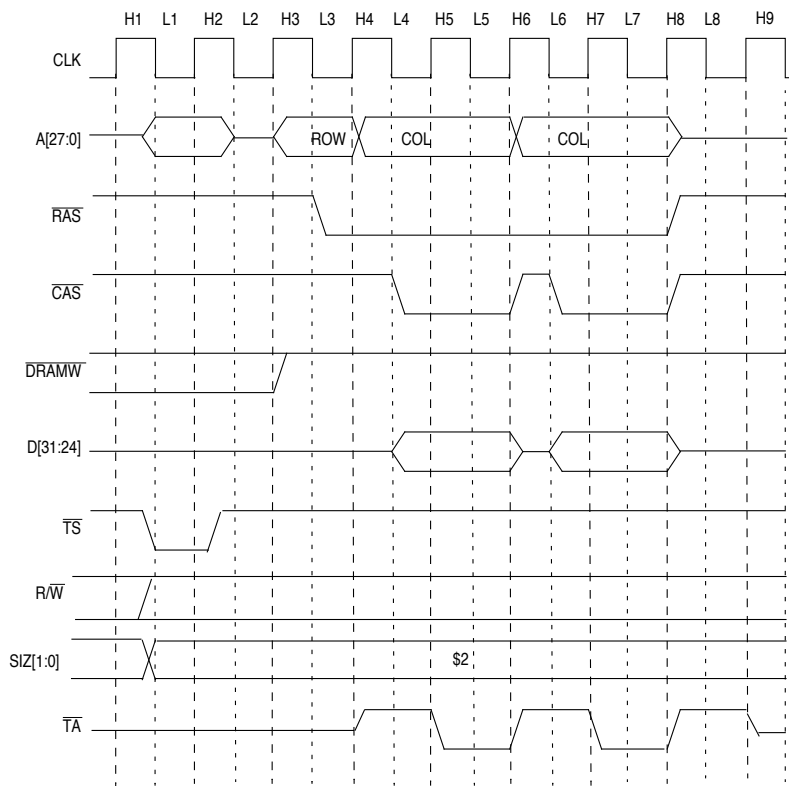 H1 L1 H2 L2 H3 L3 H4 L4 H5 L5 H6 L6 H7 L7 H8 L8 H9
CLK
A[27:0] ROW COL COL
RAS
CAS
DRAMW
D[31:24]
TS
R/W
SIZ[1:0] $2
TA